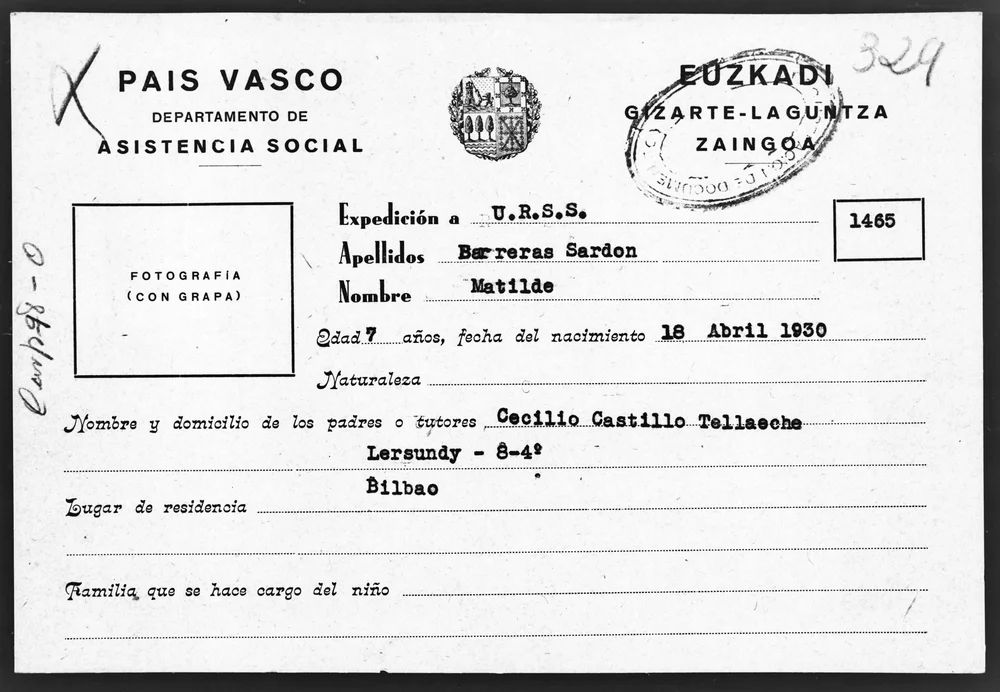 329
PAIS VASCO
DEPARTAMENTO DE
ASISTENCIA SOCIAL
EUZKADI
GIZARTE-LAGUNTZA
ZAINGOA
DE DOCUMEN
FOTOGRAFÍA
(CON GRAPA)
Expedición a U.R.S.S.
1465
Apellidos Barreras Sardon
Nombre Matilde
Edad 7 años, fecha del nacimiento 18 Abril 1930
Naturaleza
Nombre y domicilio de los padres o tutores Cecilio Castillo Tellaeche
Lersundy - 8-4º
Bilbao
Lugar de residencia
Familia que se hace cargo del niño